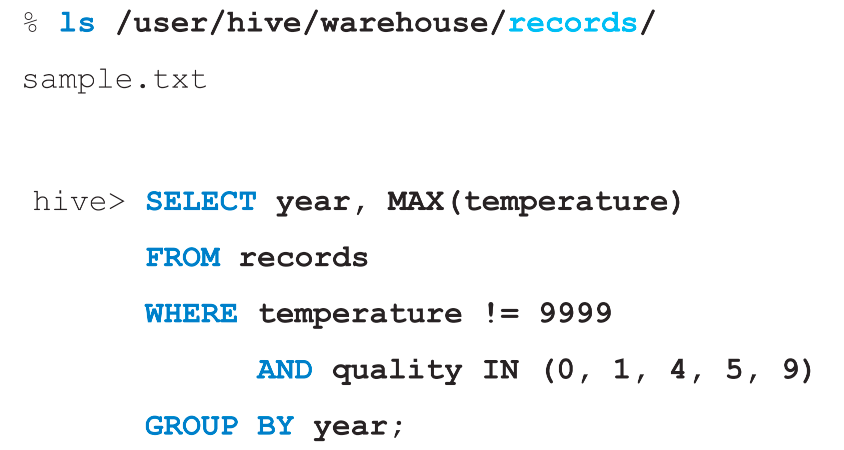 % ls /user/hive/warehouse/records/
sample.txt
hive> SELECT year, MAX(temperature)
FROM records
WHERE temperature != 9999
AND quality IN (0, 1, 4, 5, 9)
GROUP BY year;